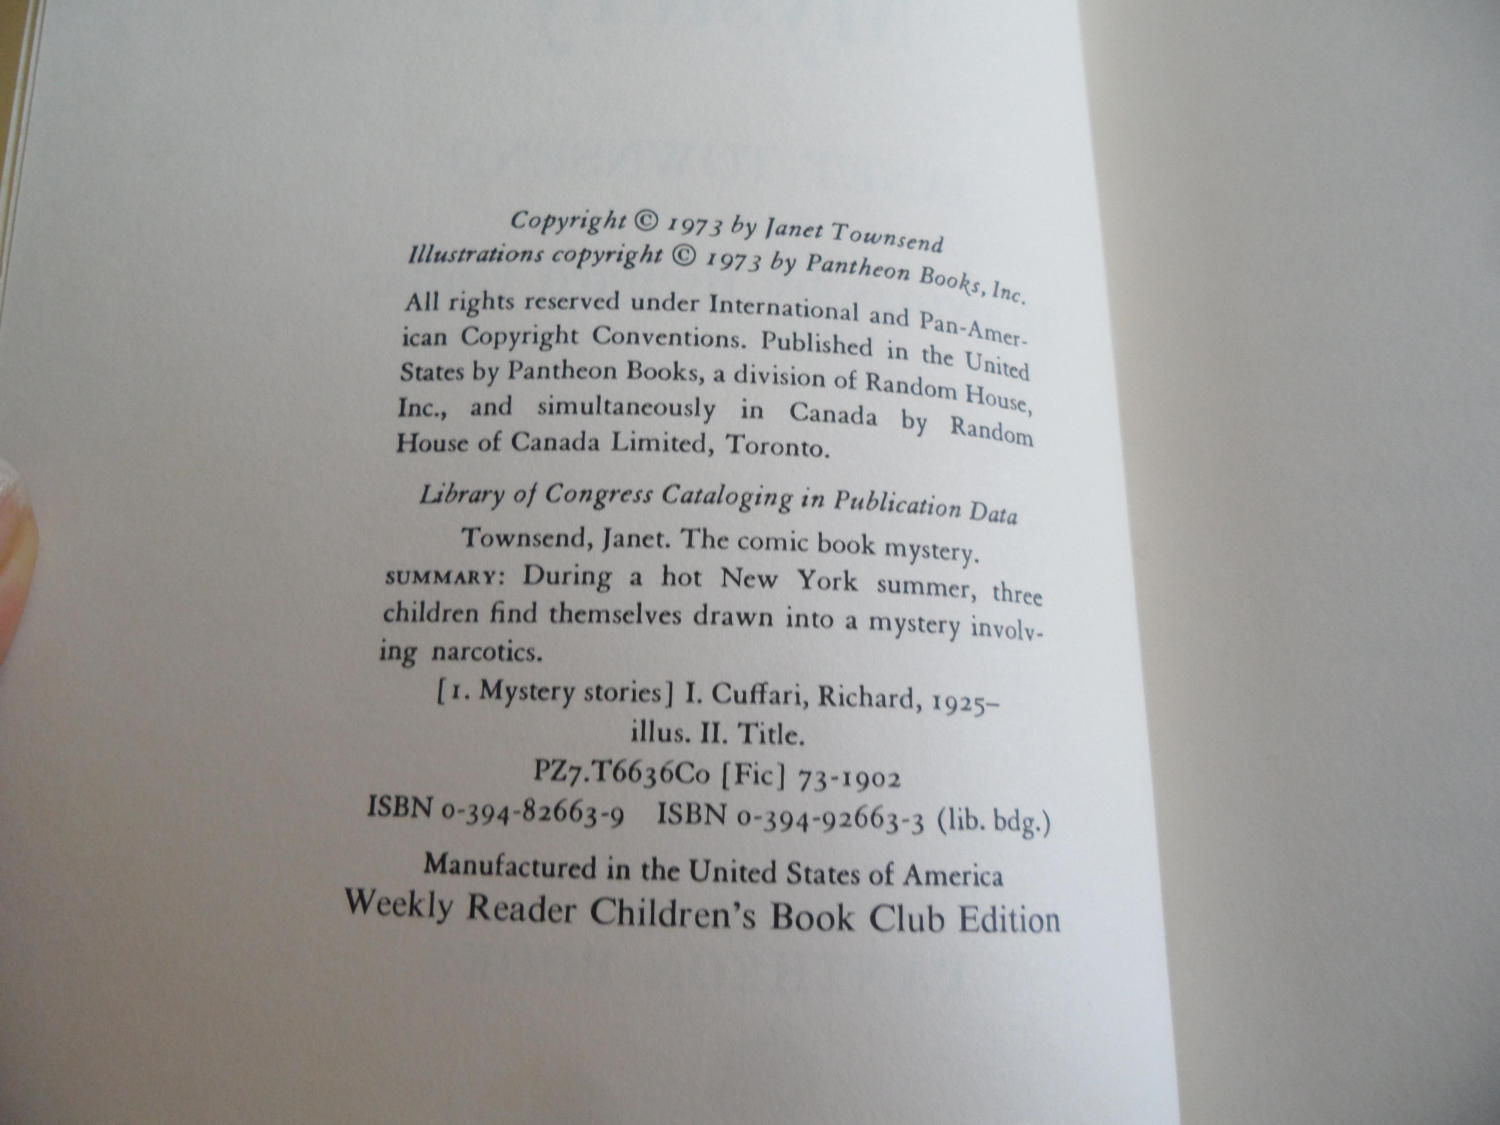 Copyright © 1973 by Janet Townsend
Illustrations copyright © 1973 by Pantheon Books, Inc.
All rights reserved under International and Pan-Amer-
ican Copyright Conventions. Published in the United
States by Pantheon Books, a division of Random House,
Inc., and simultaneously in Canada by Random
House of Canada Limited, Toronto.
Library of Congress Cataloging in Publication Data
Townsend, Janet. The comic book mystery.
SUMMARY: During a hot New York summer, three
children find themselves drawn into a mystery involv-
ing narcotics.
[1. Mystery stories] I. Cuffari, Richard, 1925–
illus. II. Title.
PZ7.T6636Co [Fic] 73-1902
ISBN 0-394-82663-9 ISBN 0-394-92663-3 (lib. bdg.)
Manufactured in the United States of America
Weekly Reader Children's Book Club Edition